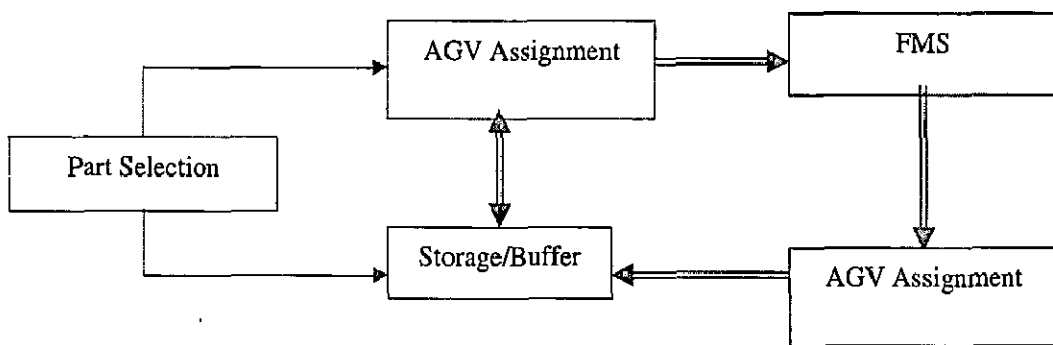 AGV Assignment
FMS
Part Selection
Storage/Buffer
AGV Assignment